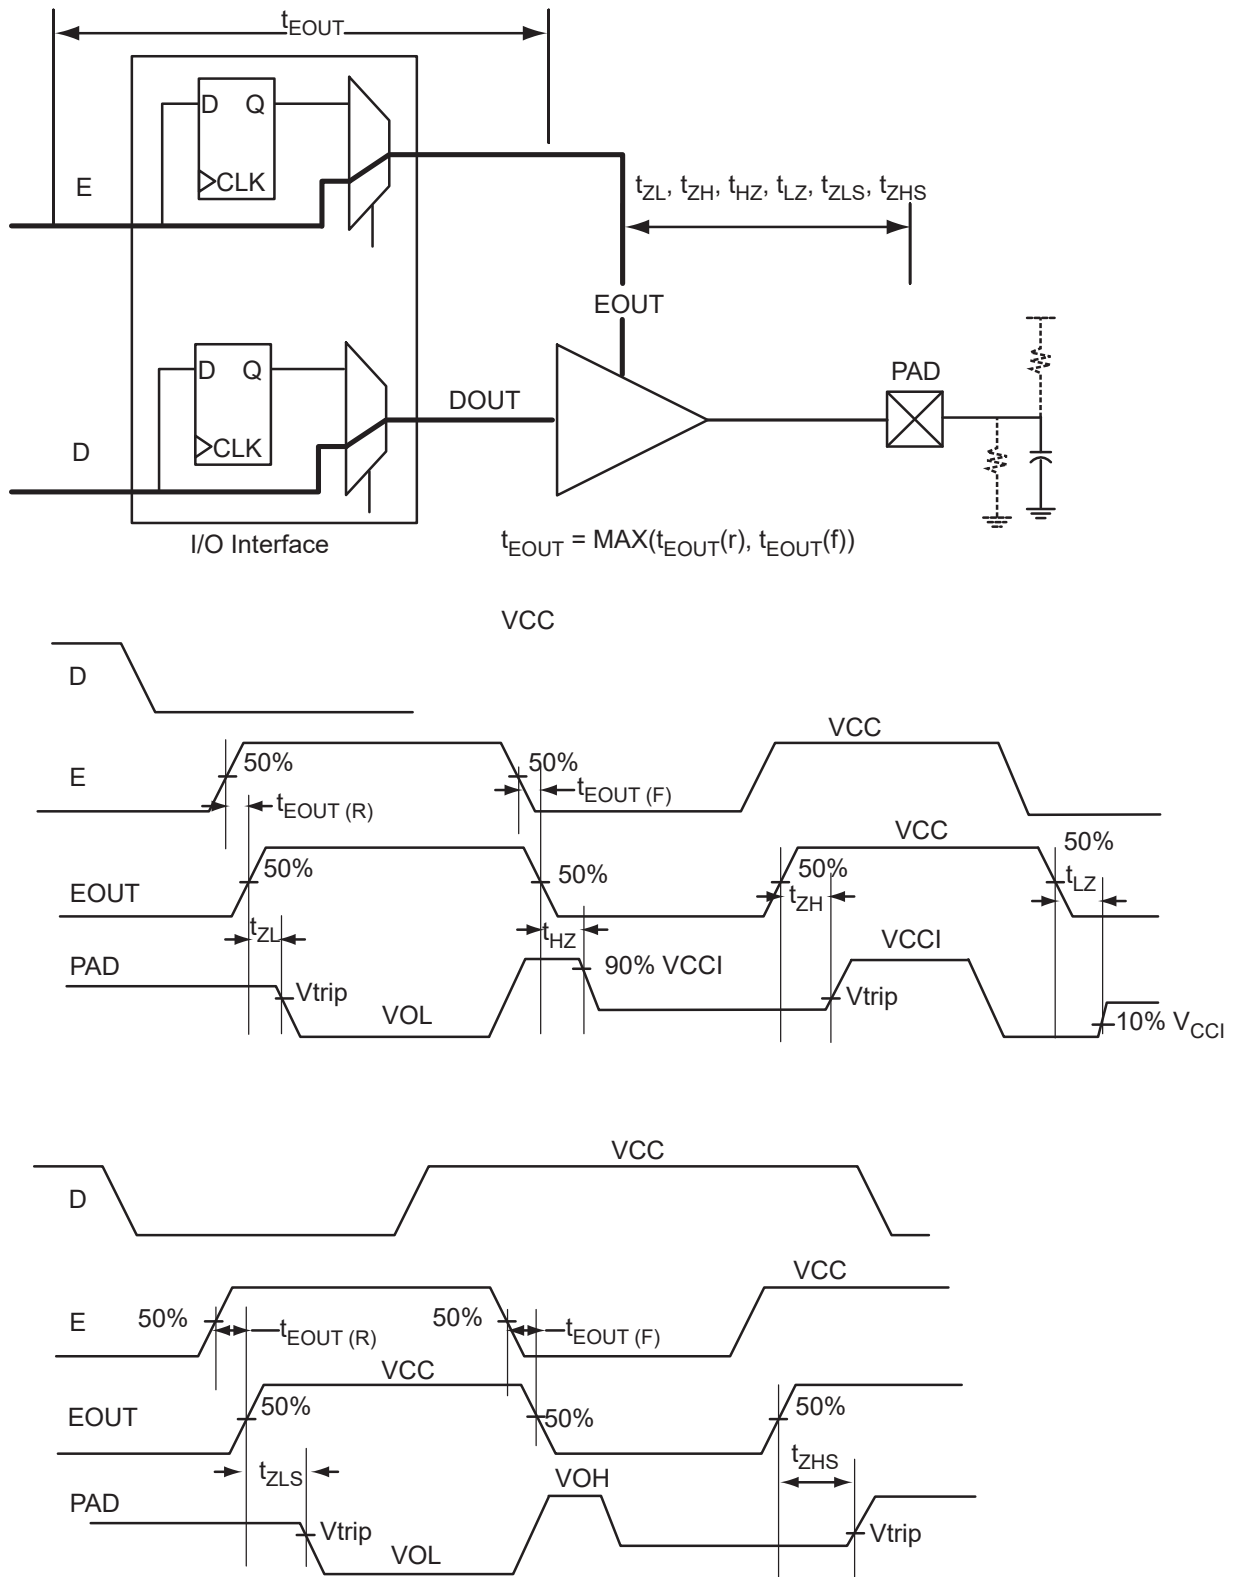 tEOUT
D Q
CLK
E
tZL, tZH, tHZ, tLZ, tZLS, tZHS
EOUT
D Q
CLK
DOUT
PAD
D
I/O Interface
tEOUT = MAX(tEOUT(r), tEOUT(f))
VCC
D
VCC
E
50%
50%
tEOUT (R)
tEOUT (F)
VCC
50%
EOUT
50%
50%
50%
tZL
tHZ
tZH
tLZ
PAD
90% VCCI
VCCI
Vtrip
VOL
Vtrip
10% VCCI
VCC
D
VCC
E
50%
tEOUT (R)
50%
tEOUT (F)
VCC
EOUT
50%
50%
50%
tZLS
tZHS
PAD
VOH
Vtrip
VOL
Vtrip